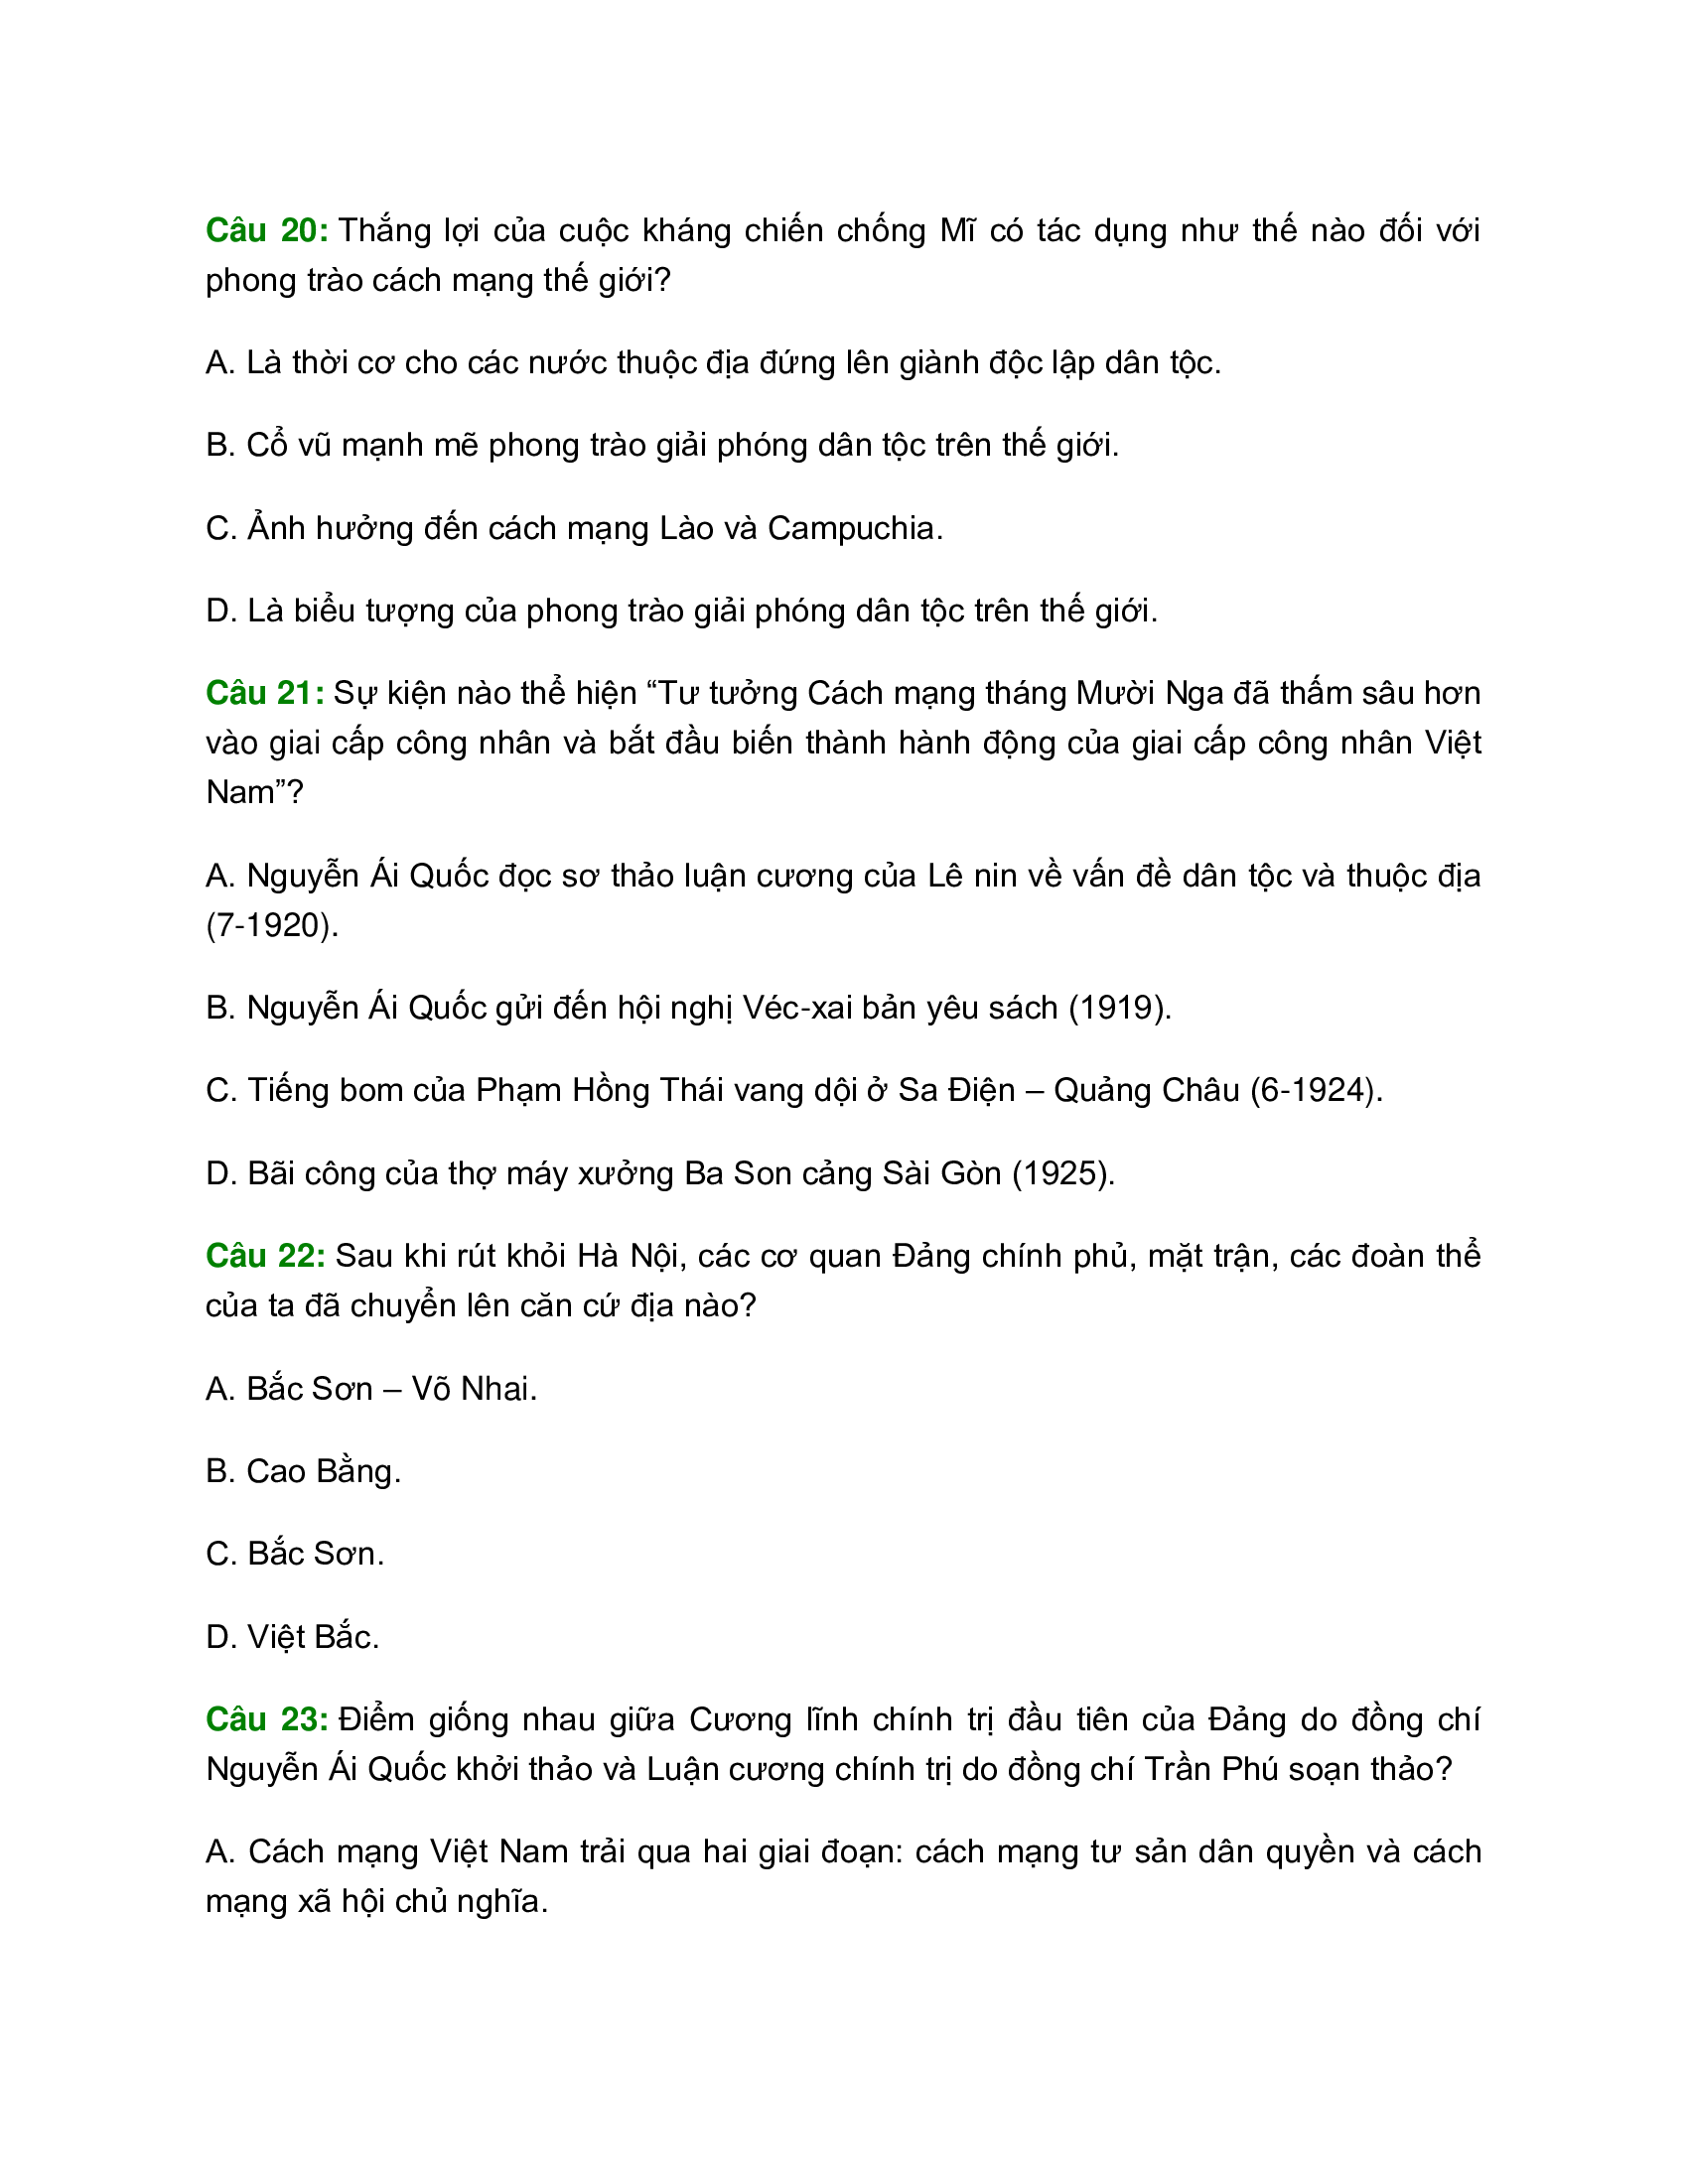 Câu 20: Thắng lợi của cuộc kháng chiến chống Mĩ có tác dụng như thế nào đối với
phong trào cách mạng thế giới?
A. Là thời cơ cho các nước thuộc địa đứng lên giành độc lập dân tộc.
B. Cổ vũ mạnh mẽ phong trào giải phóng dân tộc trên thế giới.
C. Ảnh hưởng đến cách mạng Lào và Campuchia.
D. Là biểu tượng của phong trào giải phóng dân tộc trên thế giới.
Câu 21: Sự kiện nào thể hiện “Tư tưởng Cách mạng tháng Mười Nga đã thấm sâu hơn
vào giai cấp công nhân và bắt đầu biến thành hành động của giai cấp công nhân Việt
Nam”?
A. Nguyễn Ái Quốc đọc sơ thảo luận cương của Lê nin về vấn đề dân tộc và thuộc địa
(7-1920).
B. Nguyễn Ái Quốc gửi đến hội nghị Véc-xai bản yêu sách (1919).
C. Tiếng bom của Phạm Hồng Thái vang dội ở Sa Điện – Quảng Châu (6-1924).
D. Bãi công của thợ máy xưởng Ba Son cảng Sài Gòn (1925).
Câu 22: Sau khi rút khỏi Hà Nội, các cơ quan Đảng chính phủ, mặt trận, các đoàn thể
của ta đã chuyển lên căn cứ địa nào?
A. Bắc Sơn – Võ Nhai.
B. Cao Bằng.
C. Bắc Sơn.
D. Việt Bắc.
Câu 23: Điểm giống nhau giữa Cương lĩnh chính trị đầu tiên của Đảng do đồng chí
Nguyễn Ái Quốc khởi thảo và Luận cương chính trị do đồng chí Trần Phú soạn thảo?
A. Cách mạng Việt Nam trải qua hai giai đoạn: cách mạng tư sản dân quyền và cách
mạng xã hội chủ nghĩa.